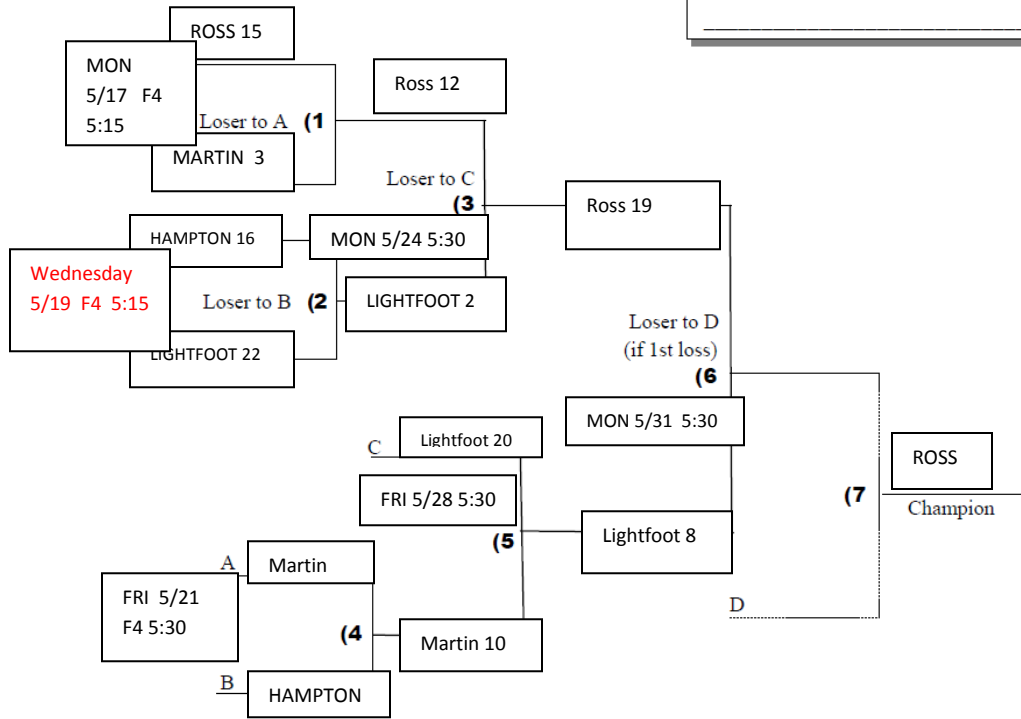 ROSS 15
MON
5/17 F4
5:15
Loser to A (1
MARTIN 3
Ross 12
Loser to C
(3
HAMPTON 16
MON 5/24 5:30
Wednesday
5/19 F4 5:15
Loser to B (2
LIGHTFOOT 2
LIGHTFOOT 22
Ross 19
Loser to D
(if 1st loss)
(6
MON 5/31 5:30
C
Lightfoot 20
FRI 5/28 5:30
(5
Lightfoot 8
ROSS
(7
Champion
A
Martin
FRI 5/21
F4 5:30
(4
Martin 10
B
HAMPTON
D